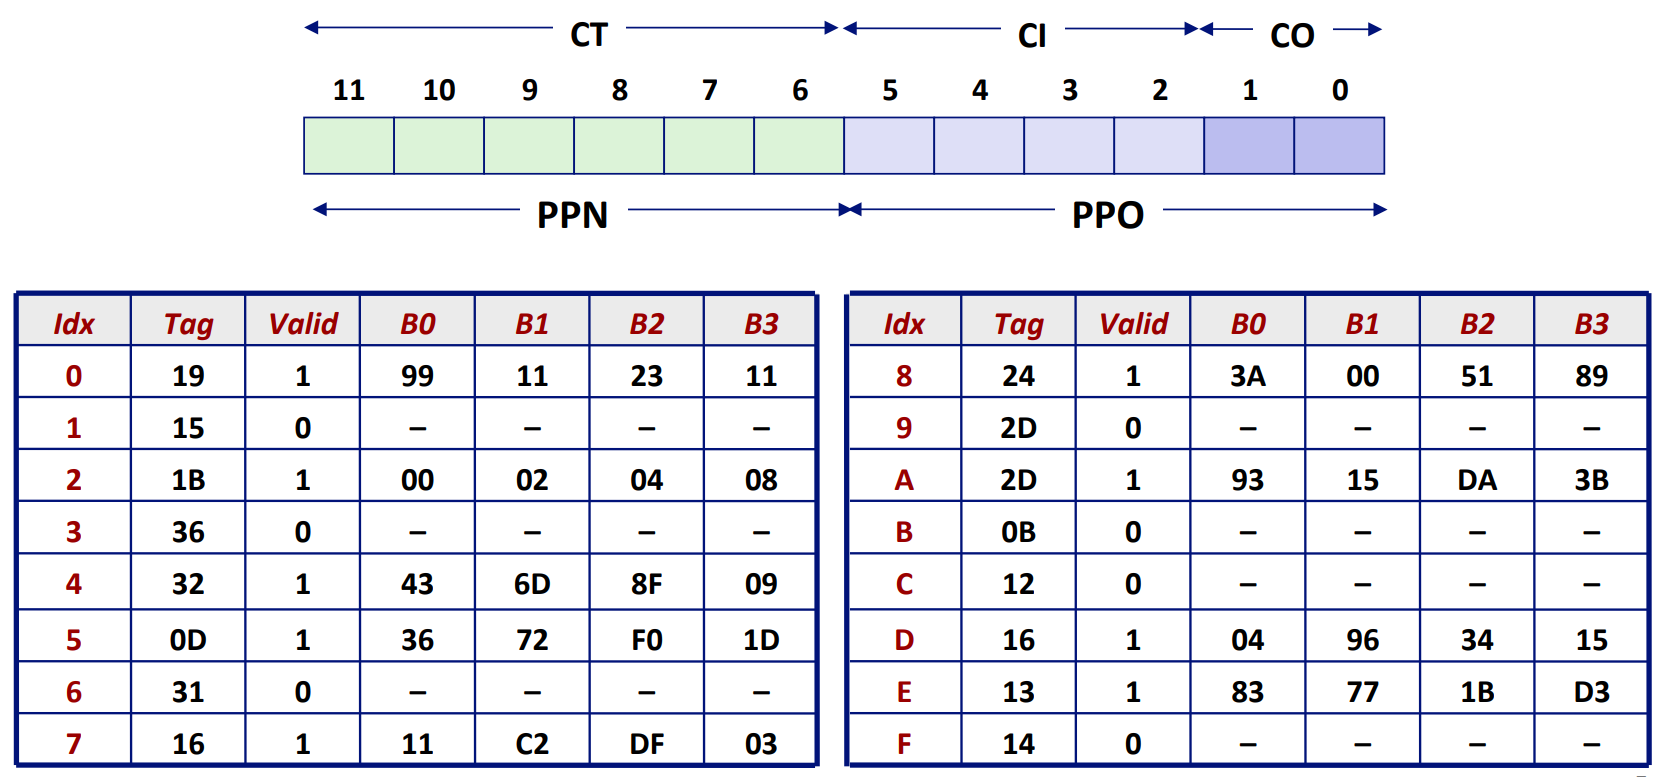 CT CI CO
11 10 9 8 7 6 5 4 3 2 1 0
PPN PPO
Idx Tag Valid B0 B1 B2 B3
0 19 1 99 11 23 11
1 15 0 – – – –
2 1B 1 00 02 04 08
3 36 0 – – – –
4 32 1 43 6D 8F 09
5 0D 1 36 72 F0 1D
6 31 0 – – – –
7 16 1 11 C2 DF 03
Idx Tag Valid B0 B1 B2 B3
8 24 1 3A 00 51 89
9 2D 0 – – – –
A 2D 1 93 15 DA 3B
B 0B 0 – – – –
C 12 0 – – – –
D 16 1 04 96 34 15
E 13 1 83 77 1B D3
F 14 0 – – – –